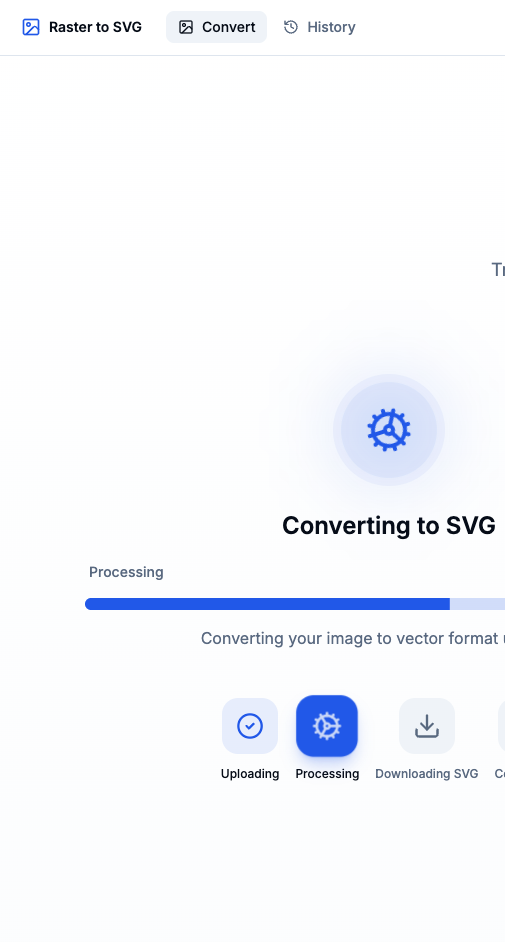 Raster to SVG Convert History
Tr
Converting to SVG
Processing
Converting your image to vector format
Uploading Processing Downloading SVG